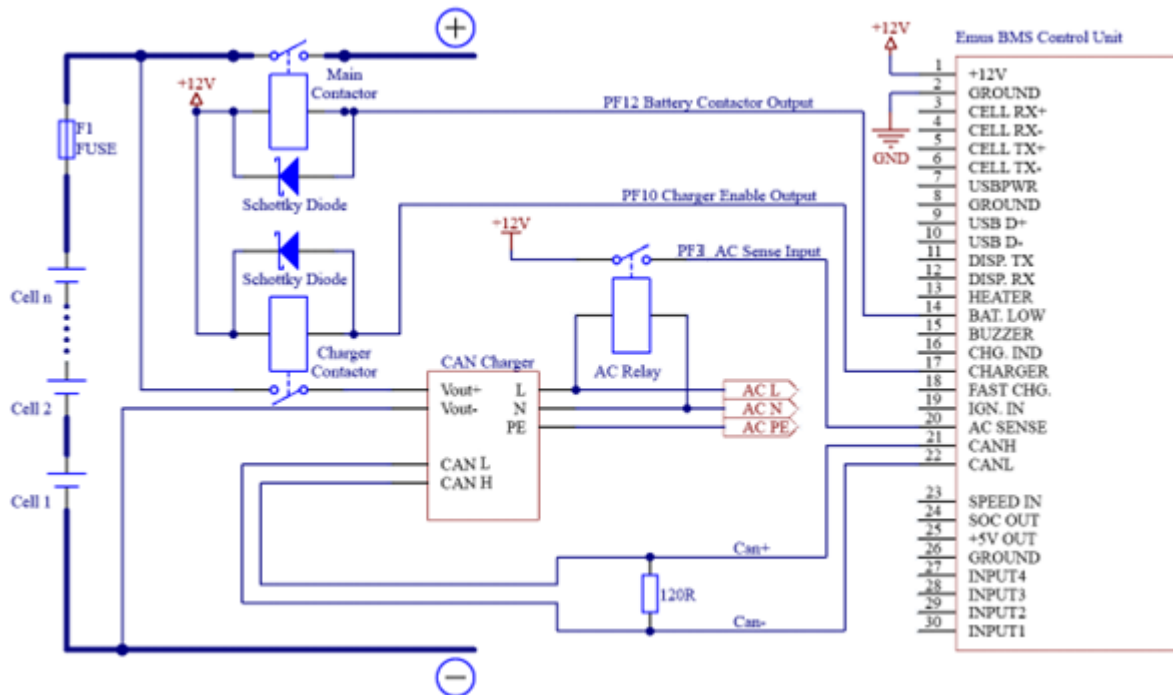 +12V
Emus BMS Control Unit
Main
Contactor
+12V
PF12 Battery Contactor Output
F1
FUSE
GND
Schottky Diode
PF10 Charger Enable Output
+12V
PF3 AC Sense Input
Schottky Diode
Cell n
Charger
Contactor
CAN Charger
AC Relay
Vout+
L
AC L
Vout-
N
AC N
PE
AC PE
Cell 2
CAN L
CAN H
Cell 1
Can+
120R
Can-
1 +12V
2 GROUND
3 CELL RX+
4 CELL RX-
5 CELL TX+
6 CELL TX-
7 USBPWR
8 GROUND
9 USB D+
10 USB D-
11 DISP. TX
12 DISP. RX
13 HEATER
14 BAT. LOW
15 BUZZER
16 CHG. IND
17 CHARGER
18 FAST CHG.
19 IGN. IN
20 AC SENSE
21 CANH
22 CANL
23 SPEED IN
24 SOC OUT
25 +5V OUT
26 GROUND
27 INPUT4
28 INPUT3
29 INPUT2
30 INPUT1